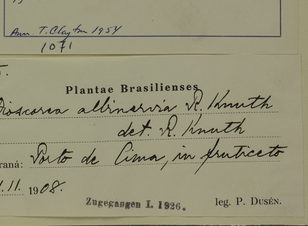 Ann T. Clayton 1954
1071
Plantae Brasilienses
Dioscorea albinervia R. Knuth
det. R. Knuth
raná: Porto de Cima, in fruticeto
.11. 1908.
Zugegangen I. 1926.
leg. P. DUSÉN.